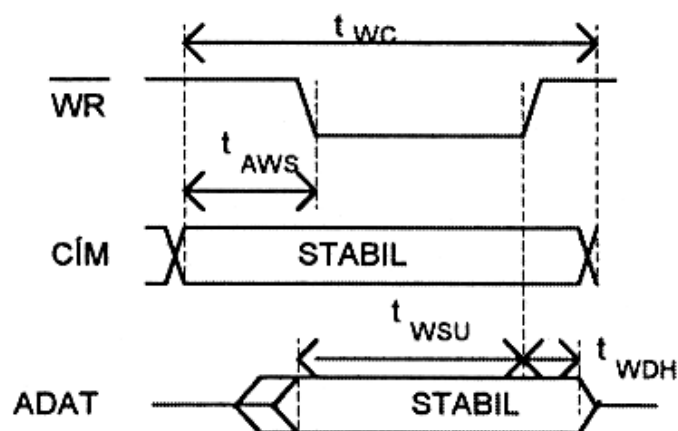 t WC
WR
t AWS
CÍM STABIL
t WSU
t WDH
ADAT STABIL